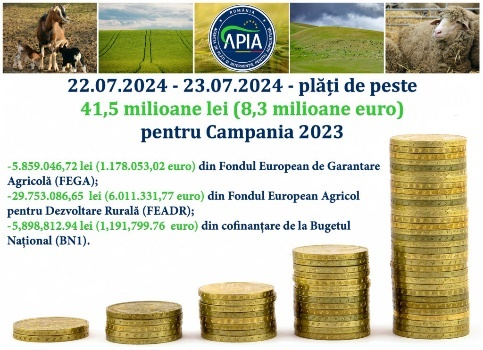 ROMÂNIA
APIA
22.07.2024 - 23.07.2024 - plăți de peste
41,5 milioane lei (8,3 milioane euro)
pentru Campania 2023
-5.859.046,72 lei (1.178.053,02 euro) din Fondul European de Garantare
Agricolă (FEGA);
-29.753.086,65 lei (6.011.331,77 euro) din Fondul European Agricol
pentru Dezvoltare Rurală (FEADR);
-5,898,812.94 lei (1,191,799.76 euro) din cofinanțare de la Bugetul
Național (BN1).